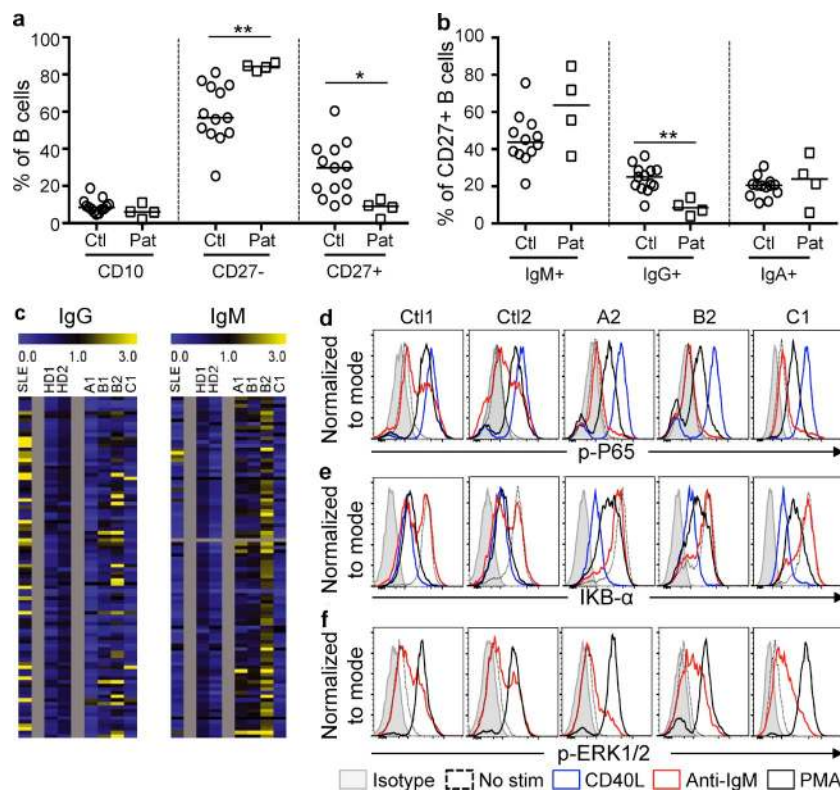 a
b
% of B cells
100
80
60
40
20
0
**
*
Ctl Pat Ctl Pat Ctl Pat
CD10 CD27- CD27+
% of CD27+ B cells
100
80
60
40
20
0
**
Ctl Pat Ctl Pat Ctl Pat
IgM+ IgG+ IgA+
c
IgG IgM
0.0 1.0 3.0 0.0 1.0 3.0
SLE HD1 HD2 A1 B1 B2 C1
SLE HD1 HD2 A1 B1 B2 C1
d Ctl1 Ctl2 A2 B2 C1
Normalized to mode
p-P65
e
Normalized to mode
IKB-α
f
Normalized to mode
p-ERK1/2
Isotype No stim CD40L Anti-IgM PMA